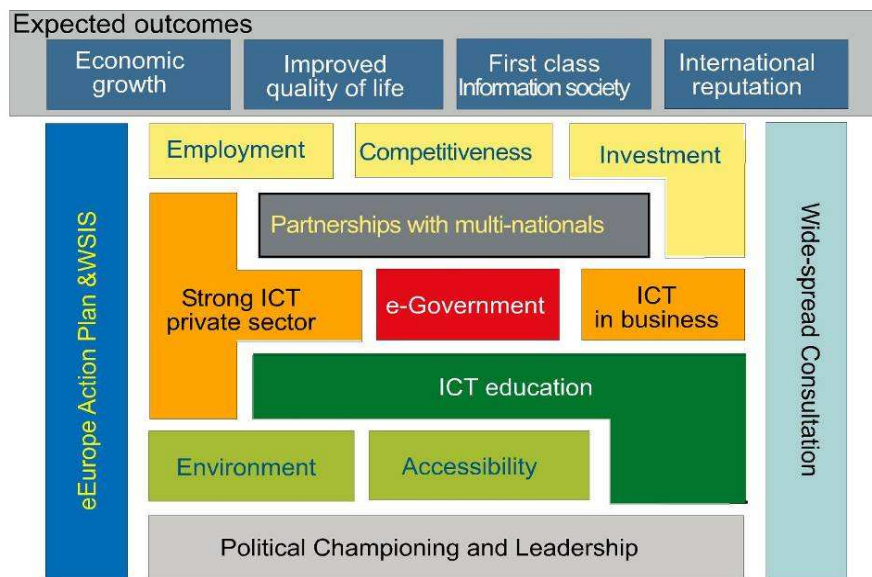 Expected outcomes
Economic
growth
Improved
quality of life
First class
Information society
International
reputation
eEurope Action Plan &WSIS
Employment
Competitiveness
Investment
Partnerships with multi-nationals
Strong ICT
private sector
e-Government
ICT
in business
ICT education
Environment
Accessibility
Political Championing and Leadership
Wide-spread Consultation